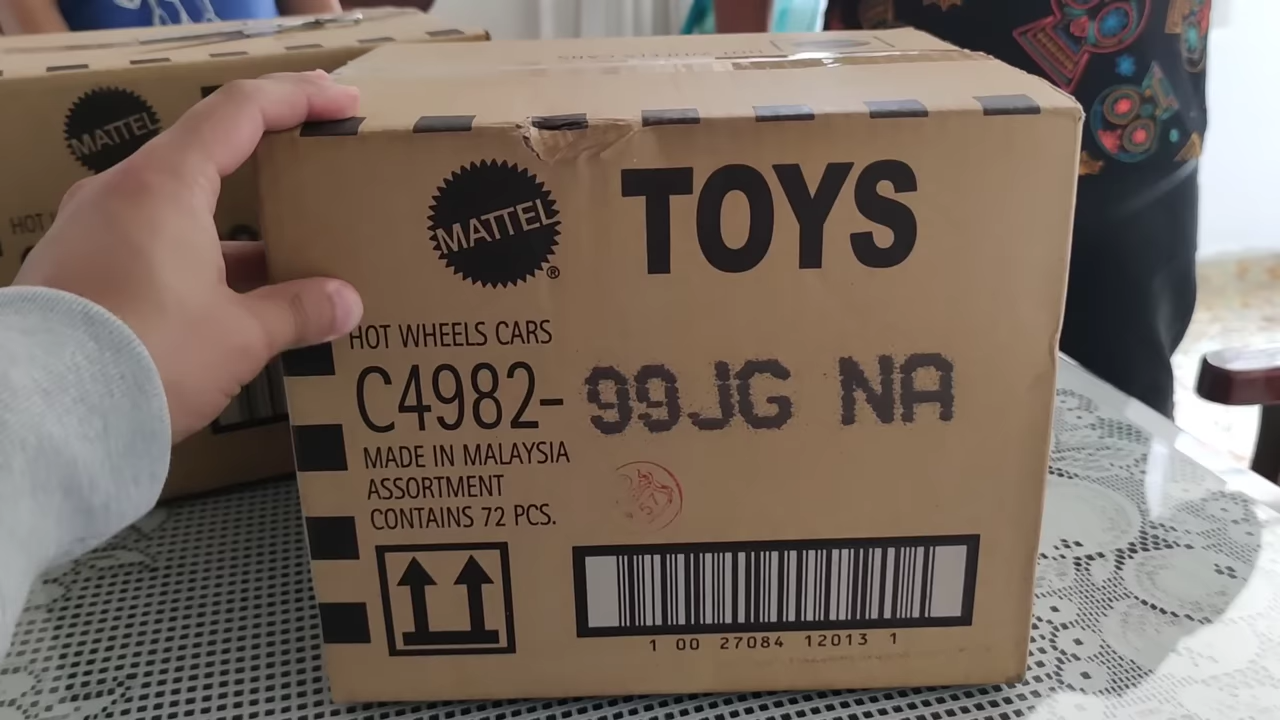 MATTEL
HOT
MATTEL®
TOYS
HOT WHEELS CARS
C4982-99JG NA
MADE IN MALAYSIA
ASSORTMENT
CONTAINS 72 PCS.
1 00 27084 12013 1